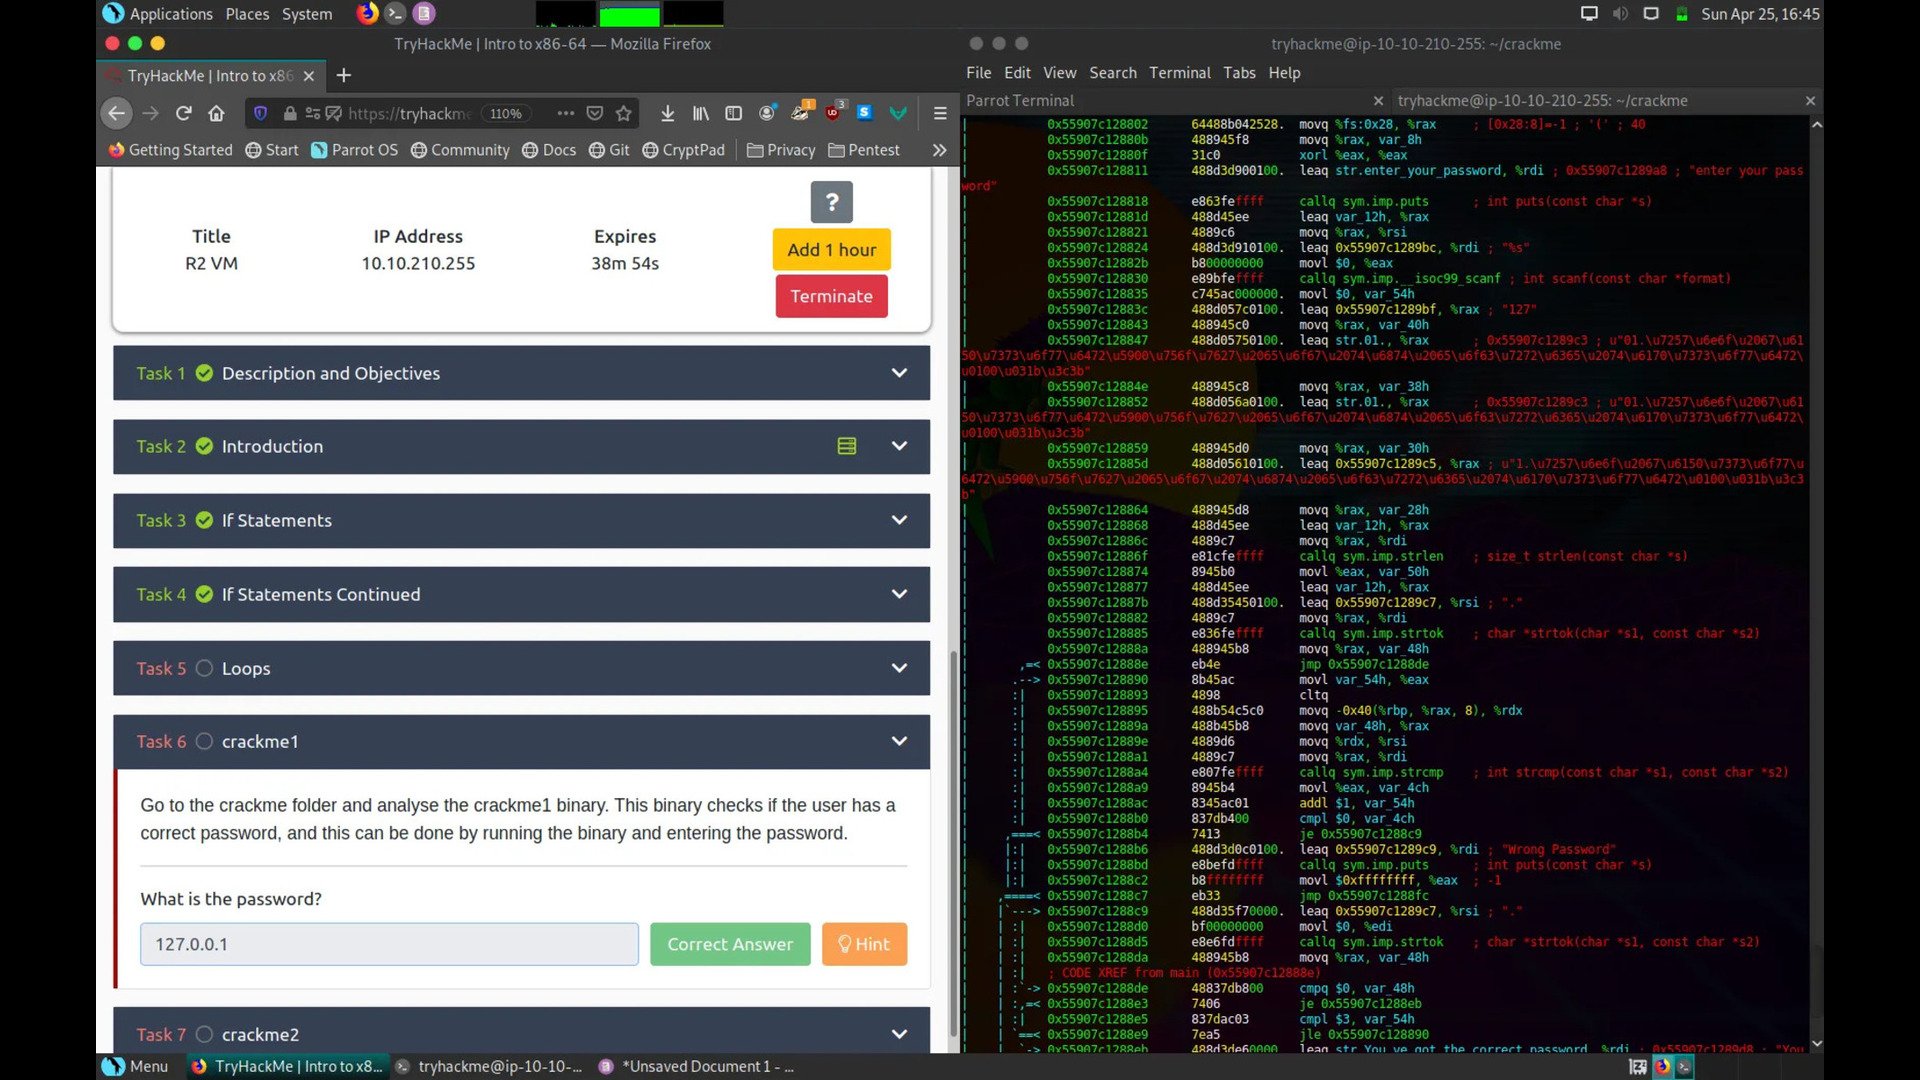 Applications Places System
Sun Apr 25, 16:45
TryHackMe | Intro to x86-64 — Mozilla Firefox
TryHackMe | Intro to x86
https://tryhackme
110%
Getting Started Start Parrot OS Community Docs Git CryptPad Privacy Pentest
?
Title IP Address Expires
R2 VM 10.10.210.255 38m 54s
Add 1 hour
Terminate
Task 1 Description and Objectives
Task 2 Introduction
Task 3 If Statements
Task 4 If Statements Continued
Task 5 Loops
Task 6 crackme1
Go to the crackme folder and analyse the crackme1 binary. This binary checks if the user has a
correct password, and this can be done by running the binary and entering the password.
What is the password?
127.0.0.1 Correct Answer Hint
Task 7 crackme2
tryhackme@ip-10-10-210-255: ~/crackme
File Edit View Search Terminal Tabs Help
Parrot Terminal
tryhackme@ip-10-10-210-255: ~/crackme
0x55907c128802 64488b042528. movq %fs:0x28, %rax ; [0x28:8]=-1 ; '(' ; 40
0x55907c12880b 488945f8 movq %rax, var_8h
0x55907c12880f 31c0 xorl %eax, %eax
0x55907c128811 488d3d900100. leaq str.enter_your_password, %rdi ; 0x55907c1289a8 ; "enter your pass
word"
0x55907c128818 e863feffff callq sym.imp.puts ; int puts(const char *s)
0x55907c12881d 488d45ee leaq var_12h, %rax
0x55907c128821 4889c6 movq %rax, %rsi
0x55907c128824 488d3d910100. leaq 0x55907c1289bc, %rdi ; "%s"
0x55907c12882b b800000000 movl $0, %eax
0x55907c128830 e89bfeffff callq sym.imp.__isoc99_scanf ; int scanf(const char *format)
0x55907c128835 c745ac000000. movl $0, var_54h
0x55907c12883c 488d057c0100. leaq 0x55907c1289bf, %rax ; "127"
0x55907c128843 488945c0 movq %rax, var_40h
0x55907c128847 488d05750100. leaq str.01., %rax ; 0x55907c1289c3 ; u"01.\u7257\u6e6f\u2067\u61
50\u7373\u6f77\u6472\u5900\u756f\u7627\u2065\u6f67\u2074\u6874\u2065\u6f63\u7272\u6365\u2074\u6170\u7373\u6f77\u6472\
u0100\u031b\u3c3b"
0x55907c12884e 488945c8 movq %rax, var_38h
0x55907c128852 488d056a0100. leaq str.01., %rax ; 0x55907c1289c3 ; u"01.\u7257\u6e6f\u2067\u61
50\u7373\u6f77\u6472\u5900\u756f\u7627\u2065\u6f67\u2074\u6874\u2065\u6f63\u7272\u6365\u2074\u6170\u7373\u6f77\u6472\
u0100\u031b\u3c3b"
0x55907c128859 488945d0 movq %rax, var_30h
0x55907c12885d 488d05610100. leaq 0x55907c1289c5, %rax ; u"1.\u7257\u6e6f\u2067\u6150\u7373\u6f77\u
6472\u5900\u756f\u7627\u2065\u6f67\u2074\u6874\u2065\u6f63\u7272\u6365\u2074\u6170\u7373\u6f77\u6472\u0100\u031b\u3c3
b"
0x55907c128864 488945d8 movq %rax, var_28h
0x55907c128868 488d45ee leaq var_12h, %rax
0x55907c12886c 4889c7 movq %rax, %rdi
0x55907c12886f e81cfeffff callq sym.imp.strlen ; size_t strlen(const char *s)
0x55907c128874 8945b0 movl %eax, var_50h
0x55907c128877 488d45ee leaq var_12h, %rax
0x55907c12887b 488d35450100. leaq 0x55907c1289c7, %rsi ; "."
0x55907c128882 4889c7 movq %rax, %rdi
0x55907c128885 e836feffff callq sym.imp.strtok ; char *strtok(char *s1, const char *s2)
0x55907c12888a 488945b8 movq %rax, var_48h
,=< 0x55907c12888e eb4e jmp 0x55907c1288de
.--> 0x55907c128890 8b45ac movl var_54h, %eax
:| 0x55907c128893 4898 cltq
:| 0x55907c128895 488b54c5c0 movq -0x40(%rbp, %rax, 8), %rdx
:| 0x55907c12889a 488b45b8 movq var_48h, %rax
:| 0x55907c12889e 4889d6 movq %rdx, %rsi
:| 0x55907c1288a1 4889c7 movq %rax, %rdi
:| 0x55907c1288a4 e807feffff callq sym.imp.strcmp ; int strcmp(const char *s1, const char *s2)
:| 0x55907c1288a9 8945b4 movl %eax, var_4ch
:| 0x55907c1288ac 8345ac01 addl $1, var_54h
:| 0x55907c1288b0 837db400 cmpl $0, var_4ch
,===< 0x55907c1288b4 7413 je 0x55907c1288c9
|:| 0x55907c1288b6 488d3d0c0100. leaq 0x55907c1289c9, %rdi ; "Wrong Password"
|:| 0x55907c1288bd e8befdffff callq sym.imp.puts ; int puts(const char *s)
|:| 0x55907c1288c2 b8ffffffff movl $0xffffffff, %eax ; -1
,====< 0x55907c1288c7 eb33 jmp 0x55907c1288fc
|`---> 0x55907c1288c9 488d35f70000. leaq 0x55907c1289c7, %rsi ; "."
| :| 0x55907c1288d0 bf00000000 movl $0, %edi
| :| 0x55907c1288d5 e8e6fdffff callq sym.imp.strtok ; char *strtok(char *s1, const char *s2)
| :| 0x55907c1288da 488945b8 movq %rax, var_48h
| :| ; CODE XREF from main (0x55907c12888e)
| :`-> 0x55907c1288de 48837db800 cmpq $0, var_48h
| :,=< 0x55907c1288e3 7406 je 0x55907c1288eb
| :| 0x55907c1288e5 837dac03 cmpl $3, var_54h
| `==< 0x55907c1288e9 7ea5 jle 0x55907c128890
| `-> 0x55907c1288eb 488d3de60000. leaq str.You_ve_got_the_correct_password, %rdi ; 0x55907c1289d8 ; "You
Menu TryHackMe | Intro to x8... tryhackme@ip-10-10-... *Unsaved Document 1 - ...